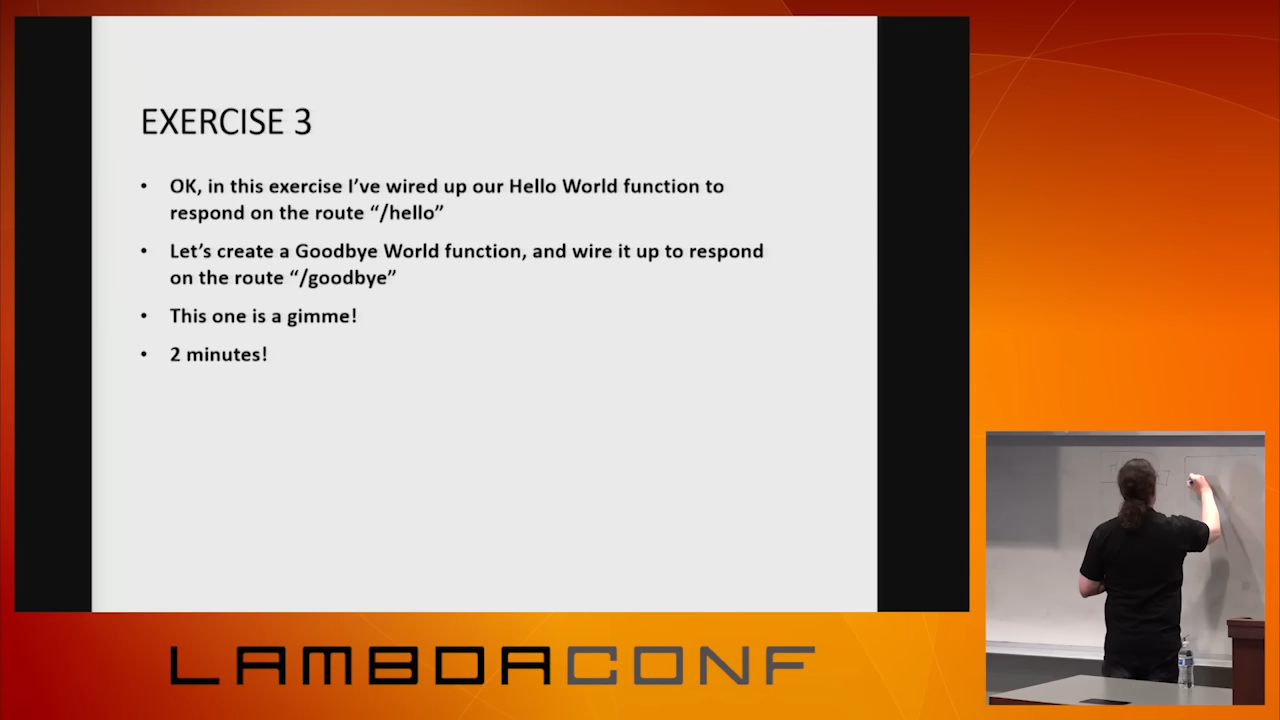 EXERCISE 3
• OK, in this exercise I’ve wired up our Hello World function to
respond on the route “/hello”
• Let’s create a Goodbye World function, and wire it up to respond
on the route “/goodbye”
• This one is a gimme!
• 2 minutes!
LAMBDACONF